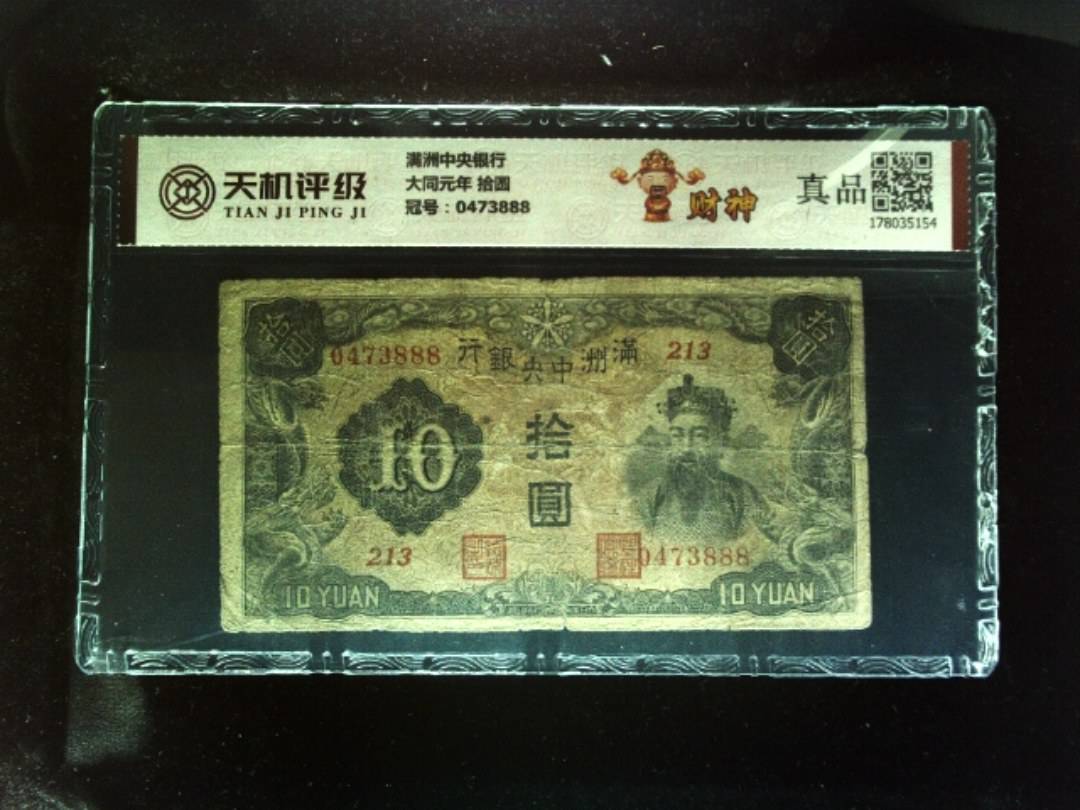 天机评级
TIAN JI PING JI
满洲中央银行
大同元年 拾圆
冠号：0473888
财神
真品
178035154
拾圓
拾圓
0473888
行銀央中洲滿
213
10
拾
圓
213
0473888
10 YUAN
10 YUAN